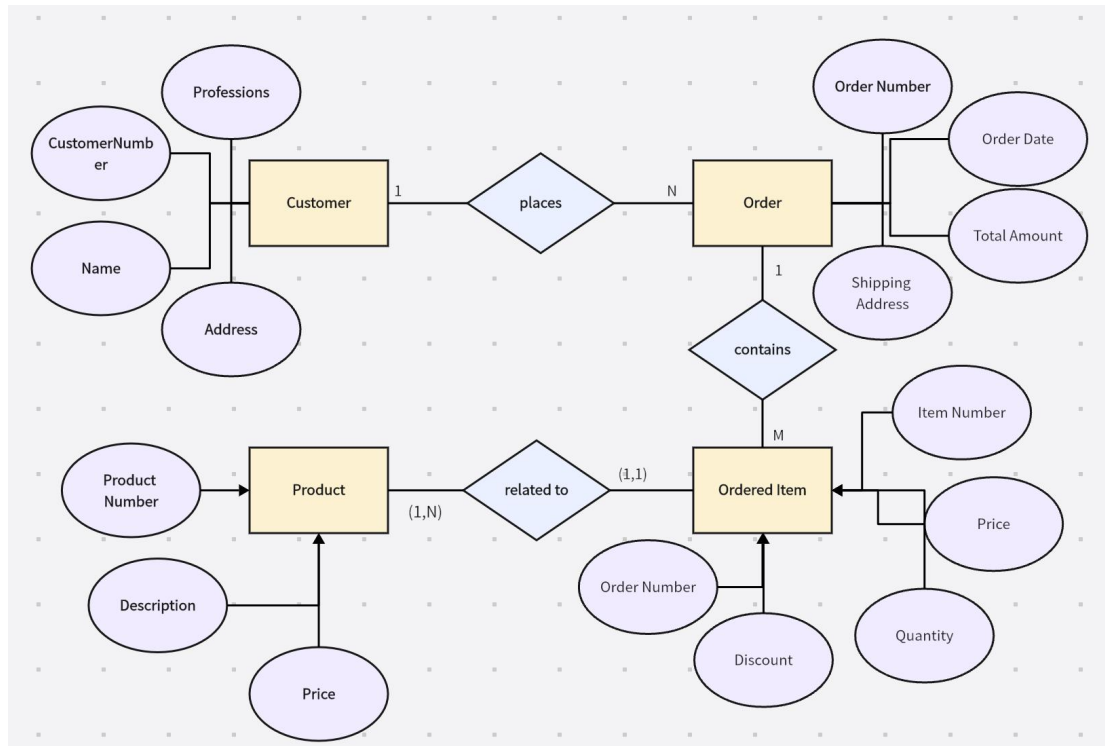 Professions
Order Number
CustomerNumb
er
Order Date
Customer
1
places
N
Order
Total Amount
Name
Address
1
Shipping
Address
contains
Item Number
M
Product
Number
Product
(1,N)
related to
(1,1)
Ordered Item
Price
Order Number
Description
Quantity
Discount
Price